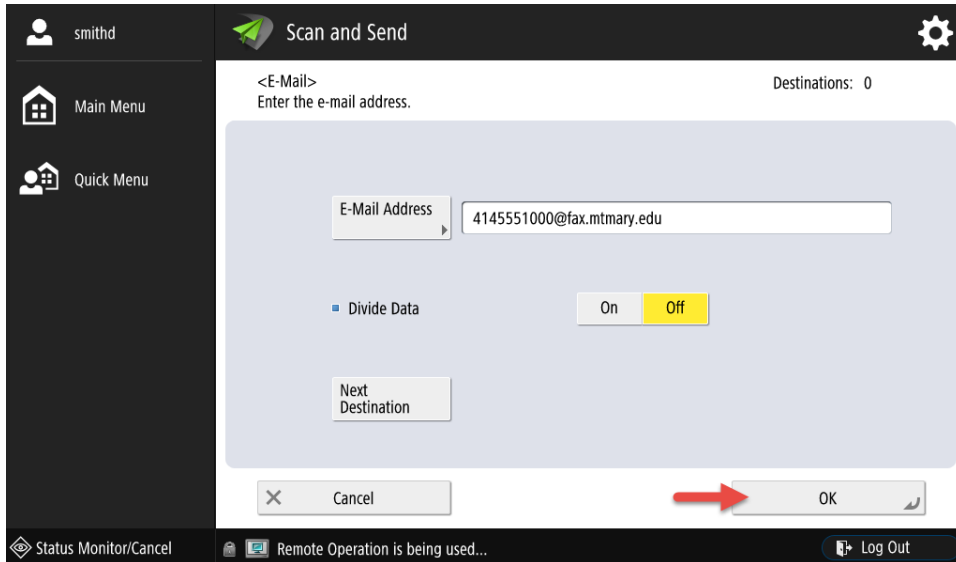 smithd
Main Menu
Quick Menu
Scan and Send
<E-Mail>
Enter the e-mail address.
Destinations: 0
E-Mail Address
4145551000@fax.mtmary.edu
Divide Data
On
Off
Next
Destination
Cancel
OK
Status Monitor/Cancel
Remote Operation is being used...
Log Out